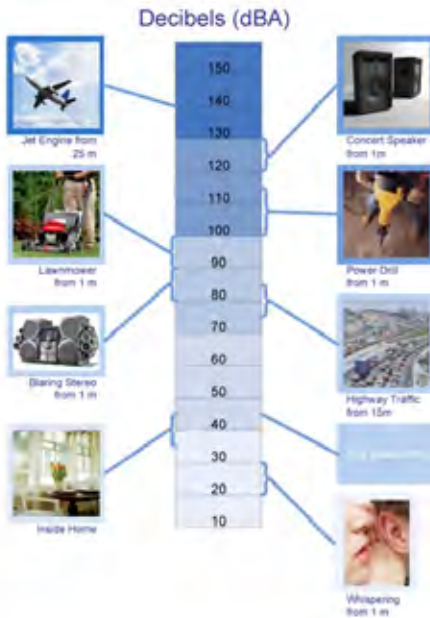 Decibels (dBA)
150
140
130
120
110
100
90
80
70
60
50
40
30
20
10
Jet Engine from
25 m
Lawnmower
from 1 m
Blaring Stereo
from 1 m
Inside Home
Concert Speaker
from 1m
Power Drill
from 1 m
Highway Traffic
from 15m
Whispering
from 1 m